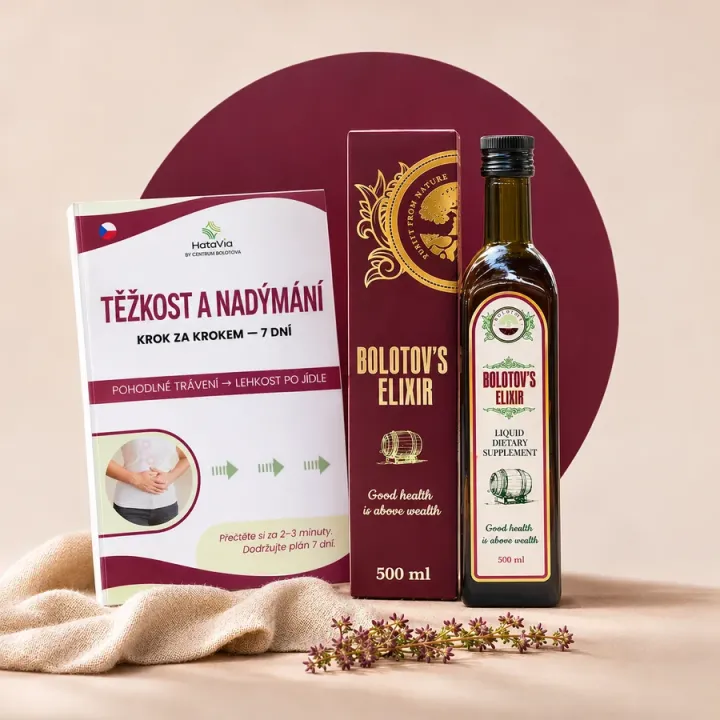 HataVia
BY CENTRUM BOLOTOVA
TĚŽKOST A NADÝMÁNÍ
KROK ZA KROKEM — 7 DNÍ
POHODLNÉ TRÁVENÍ → LEHKOST PO JÍDLE
Přečtěte si za 2–3 minuty.
Dodržujte plán 7 dní.
PURITY FROM NATURE
BOLOTOV'S
ELIXIR
Good health
is above wealth
500 ml
BOLOTOV'S
ELIXIR
LIQUID
DIETARY
SUPPLEMENT
Good health
is above wealth
500 ml